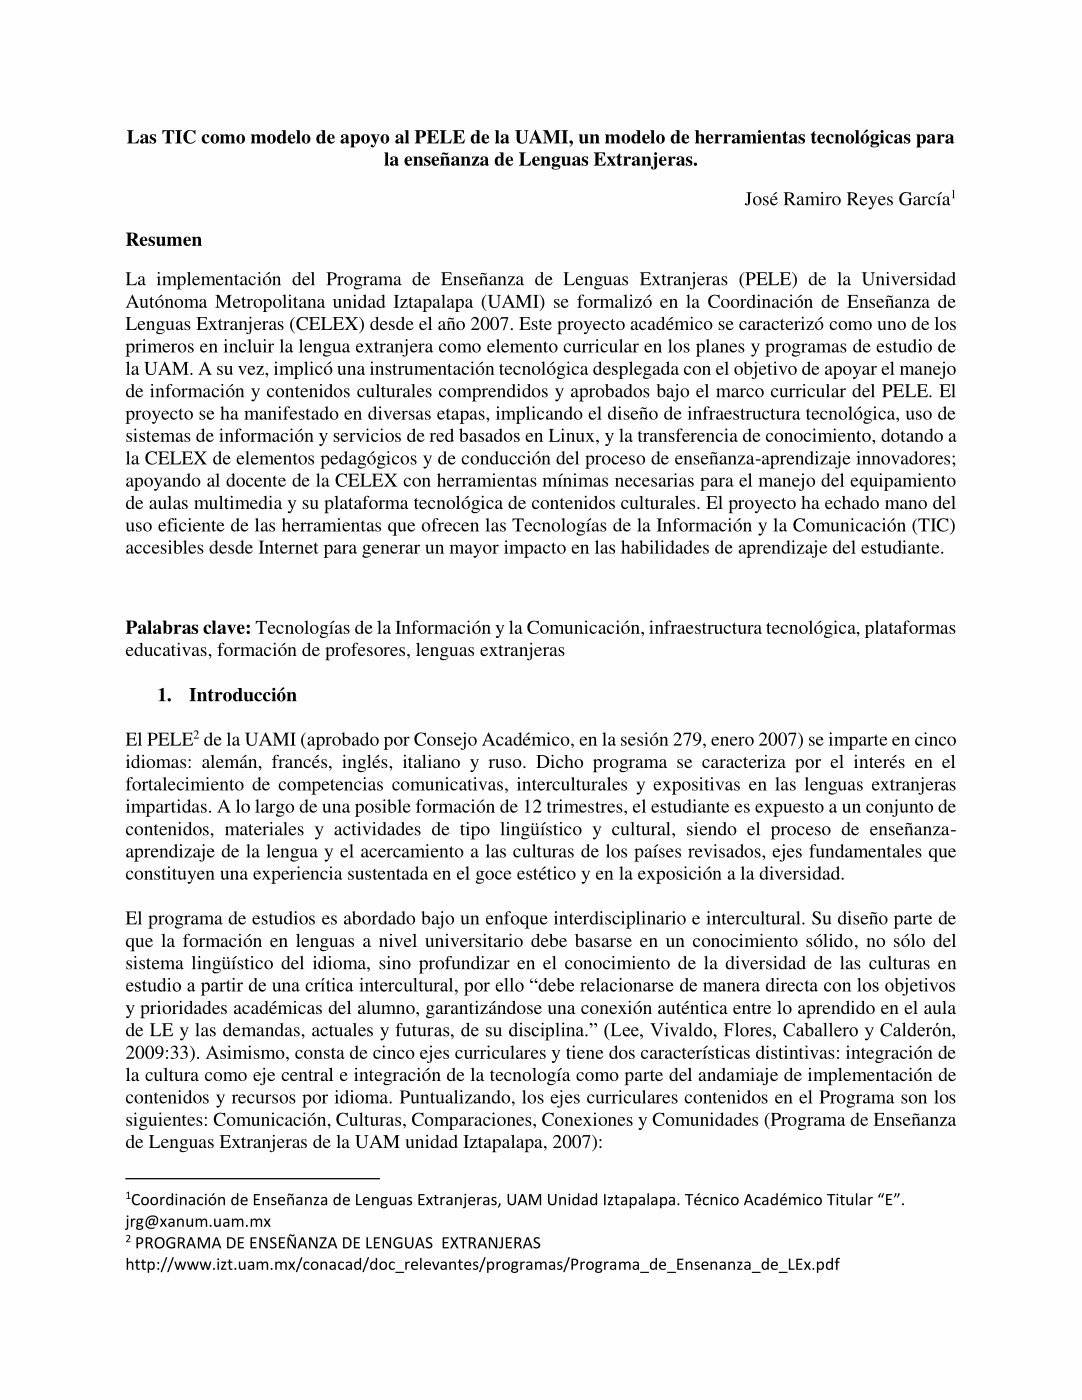 Las TIC como modelo de apoyo al PELE de la UAMI, un modelo de herramientas tecnológicas para
la enseñanza de Lenguas Extranjeras.
José Ramiro Reyes García1
Resumen
La implementación del Programa de Enseñanza de Lenguas Extranjeras (PELE) de la Universidad
Autónoma Metropolitana unidad Iztapalapa (UAMI) se formalizó en la Coordinación de Enseñanza de
Lenguas Extranjeras (CELEX) desde el año 2007. Este proyecto académico se caracterizó como uno de los
primeros en incluir la lengua extranjera como elemento curricular en los planes y programas de estudio de
la UAM. A su vez, implicó una instrumentación tecnológica desplegada con el objetivo de apoyar el manejo
de información y contenidos culturales comprendidos y aprobados bajo el marco curricular del PELE. El
proyecto se ha manifestado en diversas etapas, implicando el diseño de infraestructura tecnológica, uso de
sistemas de información y servicios de red basados en Linux, y la transferencia de conocimiento, dotando a
la CELEX de elementos pedagógicos y de conducción del proceso de enseñanza-aprendizaje innovadores;
apoyando al docente de la CELEX con herramientas mínimas necesarias para el manejo del equipamiento
de aulas multimedia y su plataforma tecnológica de contenidos culturales. El proyecto ha echado mano del
uso eficiente de las herramientas que ofrecen las Tecnologías de la Información y la Comunicación (TIC)
accesibles desde Internet para generar un mayor impacto en las habilidades de aprendizaje del estudiante.
Palabras clave: Tecnologías de la Información y la Comunicación, infraestructura tecnológica, plataformas
educativas, formación de profesores, lenguas extranjeras
1. Introducción
El PELE2 de la UAMI (aprobado por Consejo Académico, en la sesión 279, enero 2007) se imparte en cinco
idiomas: alemán, francés, inglés, italiano y ruso. Dicho programa se caracteriza por el interés en el
fortalecimiento de competencias comunicativas, interculturales y expositivas en las lenguas extranjeras
impartidas. A lo largo de una posible formación de 12 trimestres, el estudiante es expuesto a un conjunto de
contenidos, materiales y actividades de tipo lingüístico y cultural, siendo el proceso de enseñanza-
aprendizaje de la lengua y el acercamiento a las culturas de los países revisados, ejes fundamentales que
constituyen una experiencia sustentada en el goce estético y en la exposición a la diversidad.
El programa de estudios es abordado bajo un enfoque interdisciplinario e intercultural. Su diseño parte de
que la formación en lenguas a nivel universitario debe basarse en un conocimiento sólido, no sólo del
sistema lingüístico del idioma, sino profundizar en el conocimiento de la diversidad de las culturas en
estudio a partir de una crítica intercultural, por ello “debe relacionarse de manera directa con los objetivos
y prioridades académicas del alumno, garantizándose una conexión auténtica entre lo aprendido en el aula
de LE y las demandas, actuales y futuras, de su disciplina.” (Lee, Vivaldo, Flores, Caballero y Calderón,
2009:33). Asimismo, consta de cinco ejes curriculares y tiene dos características distintivas: integración de
la cultura como eje central e integración de la tecnología como parte del andamiaje de implementación de
contenidos y recursos por idioma. Puntualizando, los ejes curriculares contenidos en el Programa son los
siguientes: Comunicación, Culturas, Comparaciones, Conexiones y Comunidades (Programa de Enseñanza
de Lenguas Extranjeras de la UAM unidad Iztapalapa, 2007):
1Coordinación de Enseñanza de Lenguas Extranjeras, UAM Unidad Iztapalapa. Técnico Académico Titular “E”.
jrg@xanum.uam.mx
2 PROGRAMA DE ENSEÑANZA DE LENGUAS EXTRANJERAS
http://www.izt.uam.mx/conacad/doc_relevantes/programas/Programa_de_Ensenanza_de_LEx.pdf